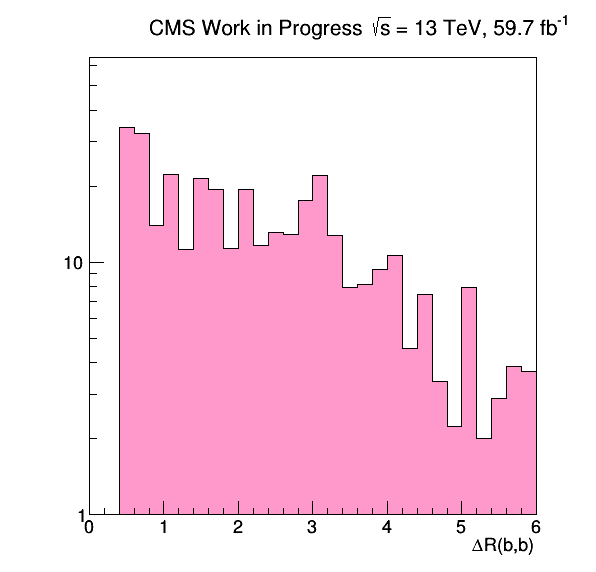 CMS Work in Progress √s = 13 TeV, 59.7 fb⁻¹
10
1
0 1 2 3 4 5 6
ΔR(b,b)